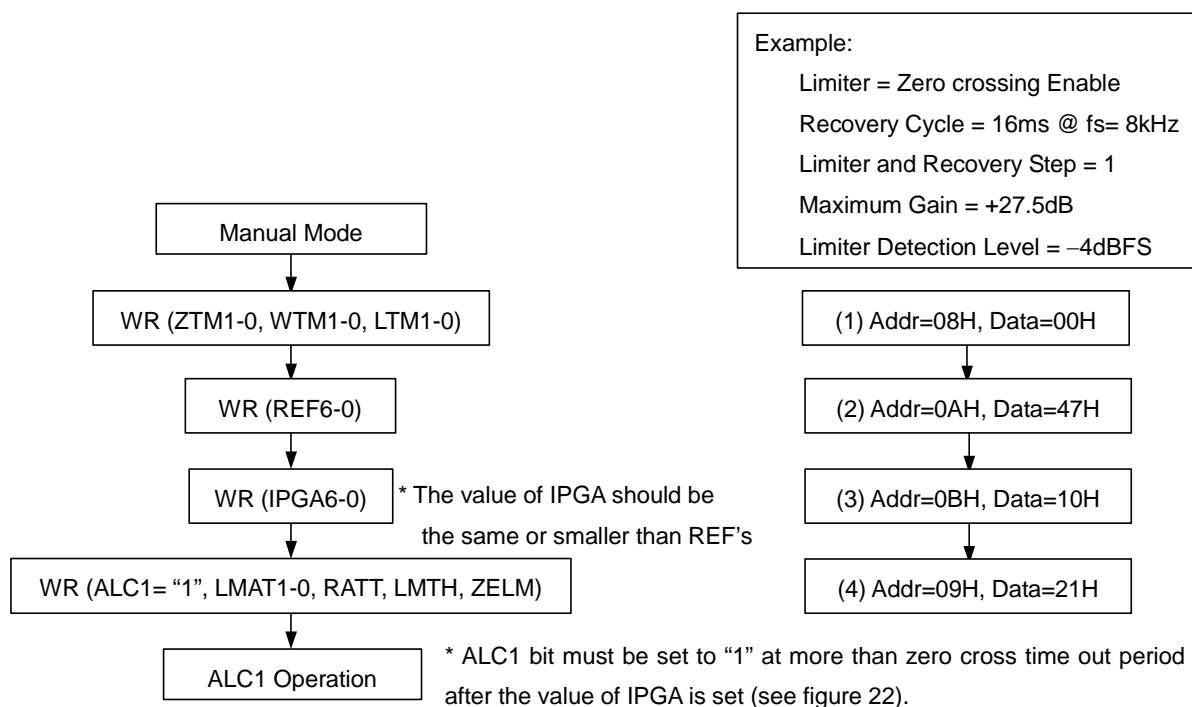 Example:
Limiter = Zero crossing Enable
Recovery Cycle = 16ms @ fs= 8kHz
Limiter and Recovery Step = 1
Maximum Gain = +27.5dB
Limiter Detection Level = −4dBFS
Manual Mode
WR (ZTM1-0, WTM1-0, LTM1-0)
WR (REF6-0)
WR (IPGA6-0)
* The value of IPGA should be
the same or smaller than REF’s
WR (ALC1= “1”, LMAT1-0, RATT, LMTH, ZELM)
ALC1 Operation
* ALC1 bit must be set to “1” at more than zero cross time out period
after the value of IPGA is set (see figure 22).
(1) Addr=08H, Data=00H
(2) Addr=0AH, Data=47H
(3) Addr=0BH, Data=10H
(4) Addr=09H, Data=21H